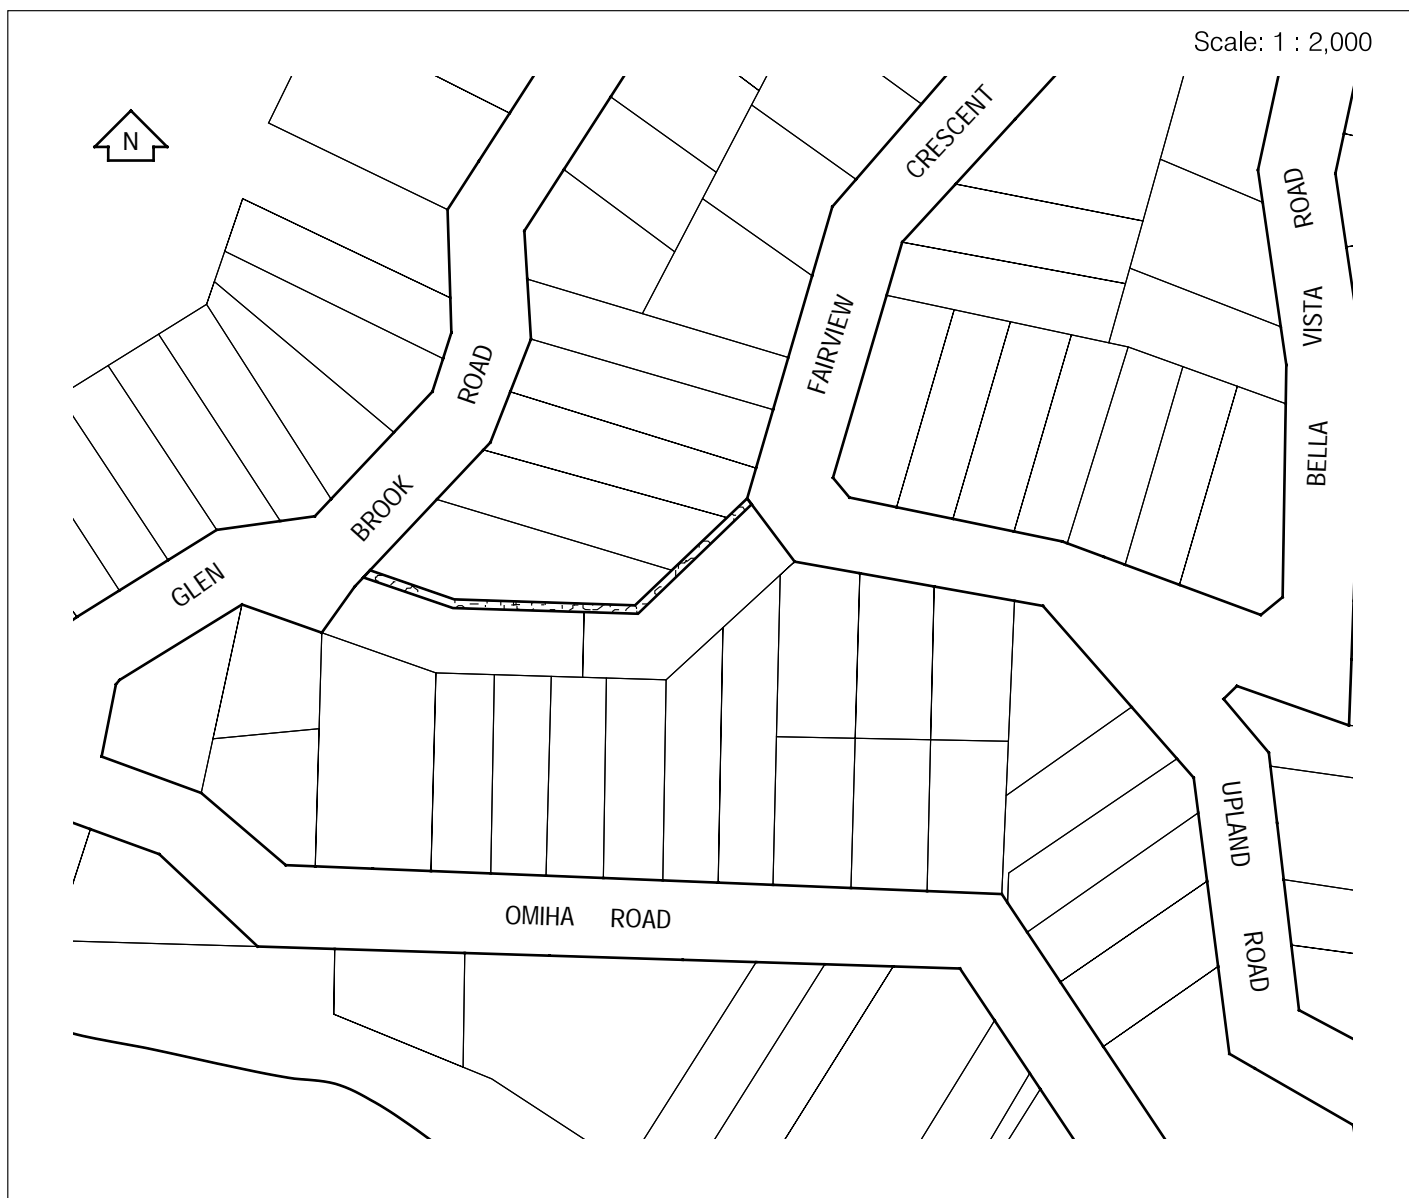 Scale: 1 : 2,000
N
CRESCENT
FAIRVIEW
ROAD
VISTA
BELLA
ROAD
BROOK
GLEN
UPLAND
ROAD
OMIHA ROAD